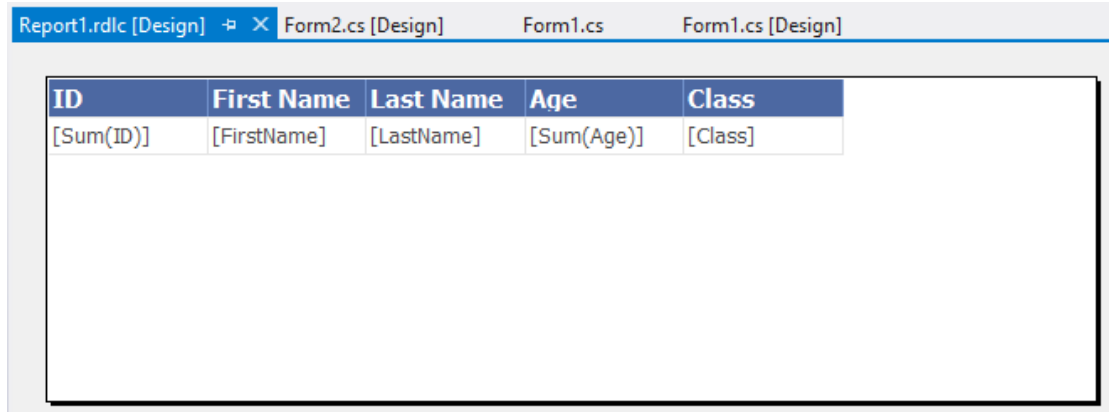 Report1.rdlc [Design] Form2.cs [Design] Form1.cs Form1.cs [Design]
ID First Name Last Name Age Class
[Sum(ID)] [FirstName] [LastName] [Sum(Age)] [Class]